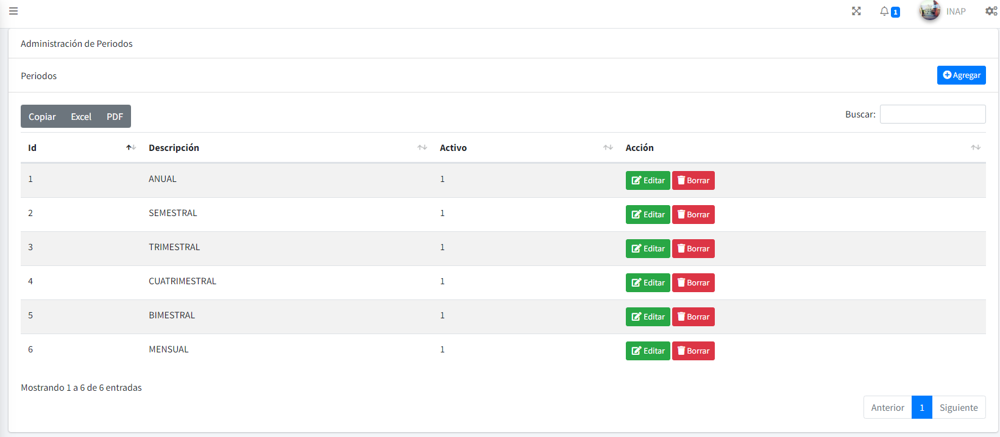 1 INAP
Administración de Periodos
Periodos Agregar
Copiar Excel PDF Buscar:
Id Descripción Activo Acción
1 ANUAL 1 Editar Borrar
2 SEMESTRAL 1 Editar Borrar
3 TRIMESTRAL 1 Editar Borrar
4 CUATRIMESTRAL 1 Editar Borrar
5 BIMESTRAL 1 Editar Borrar
6 MENSUAL 1 Editar Borrar
Mostrando 1 a 6 de 6 entradas
Anterior 1 Siguiente